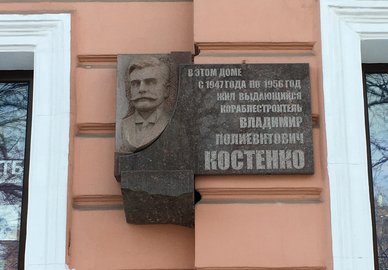 В ЭТОМ ДОМЕ
С 1947 ГОДА ПО 1956 ГОД
ЖИЛ ВЫДАЮЩИЙСЯ
КОРАБЛЕСТРОИТЕЛЬ
ВЛАДИМИР
ПОЛИЕВКТОВИЧ
КОСТЕНКО